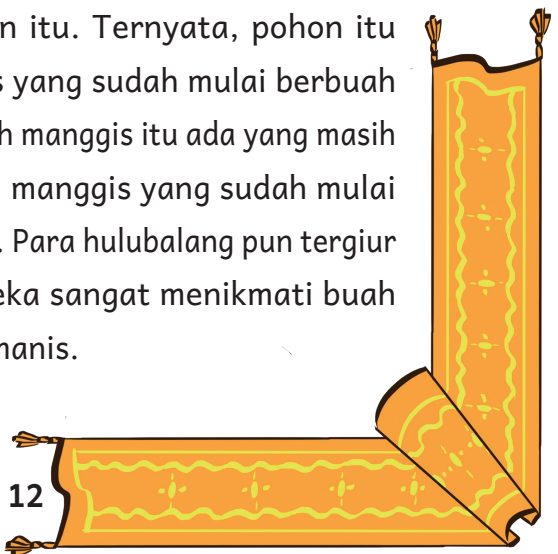 itu. Ternyata, pohon itu
yang sudah mulai berbuah
manggis itu ada yang masih
manggis yang sudah mulai
. Para hulubalang pun tergiur
sangat menikmati buah
manis.
12